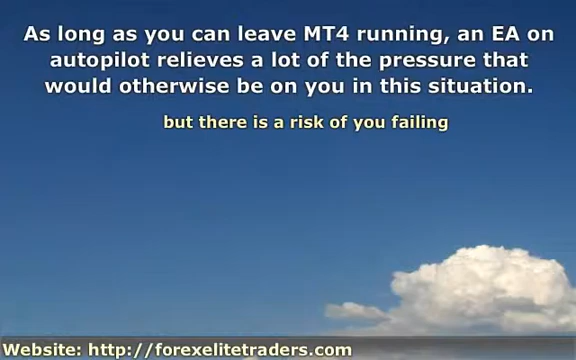 As long as you can leave MT4 running, an EA on
autopilot relieves a lot of the pressure that
would otherwise be on you in this situation.
but there is a risk of you failing
Website: http://forexelitetraders.com